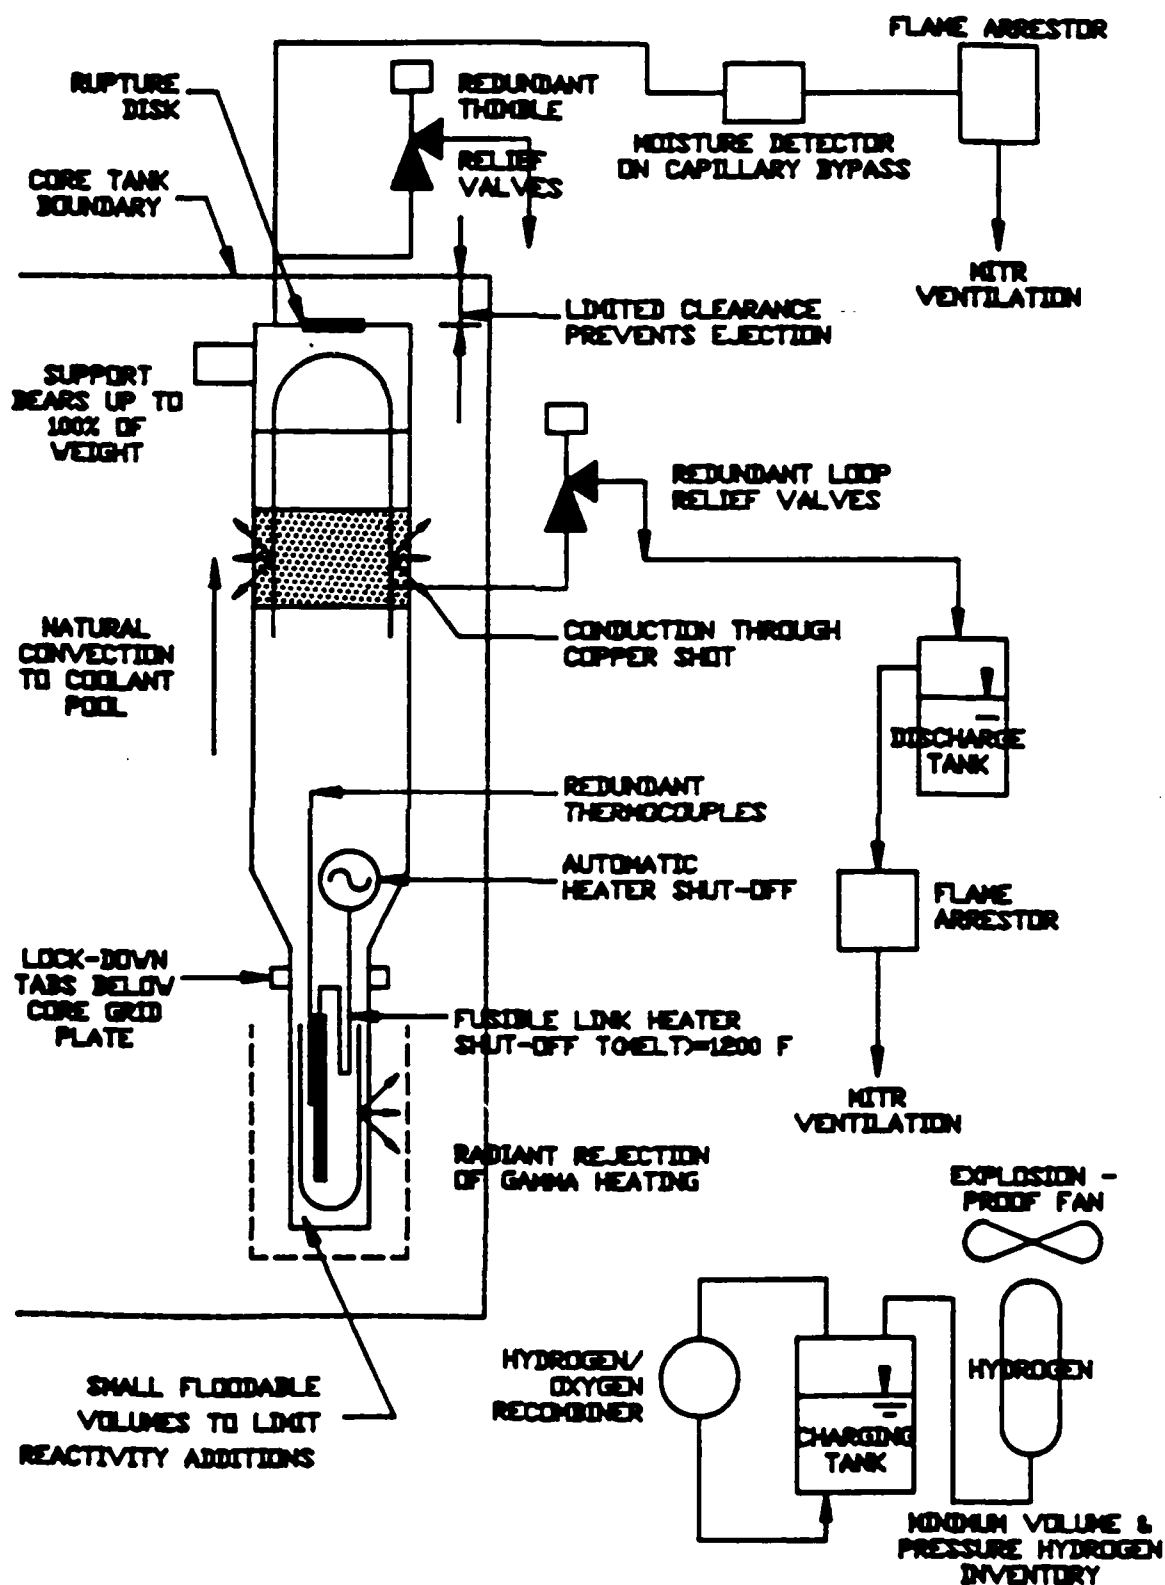 FLAME ARRESTOR
RUPTURE
DISK
REDUNDANT
THIMBLE
RELIEF
VALVES
MOISTURE DETECTOR
ON CAPILLARY BYPASS
CORE TANK
BOUNDARY
MITR
VENTILATION
LIMITED CLEARANCE
PREVENTS EJECTION
SUPPORT
BEARS UP TO
100% OF
WEIGHT
REDUNDANT LOOP
RELIEF VALVES
NATURAL
CONVECTION
TO COOLANT
POOL
CONDUCTION THROUGH
COPPER SHOT
DISCHARGE
TANK
REDUNDANT
THERMOCOUPLES
AUTOMATIC
HEATER SHUT-OFF
FLAME
ARRESTOR
LOCK-DOWN
TABS BELOW
CORE GRID
PLATE
FUSIBLE LINK HEATER
SHUT-OFF T(MELT)=1200 F
MITR
VENTILATION
RADIANT REJECTION
OF GAMMA HEATING
EXPLOSION -
PROOF FAN
HYDROGEN/
OXYGEN
RECOMBINER
HYDROGEN
CHARGING
TANK
SMALL FLOODABLE
VOLUMES TO LIMIT
REACTIVITY ADDITIONS
MINIMUM VOLUME &
PRESSURE HYDROGEN
INVENTORY